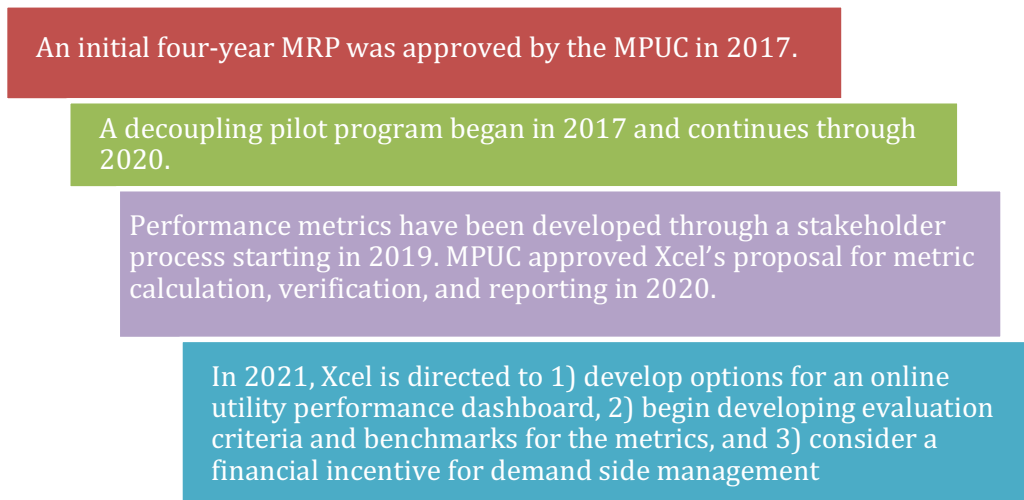 An initial four-year MRP was approved by the MPUC in 2017.
A decoupling pilot program began in 2017 and continues through
2020.
Performance metrics have been developed through a stakeholder
process starting in 2019. MPUC approved Xcel’s proposal for metric
calculation, verification, and reporting in 2020.
In 2021, Xcel is directed to 1) develop options for an online
utility performance dashboard, 2) begin developing evaluation
criteria and benchmarks for the metrics, and 3) consider a
financial incentive for demand side management